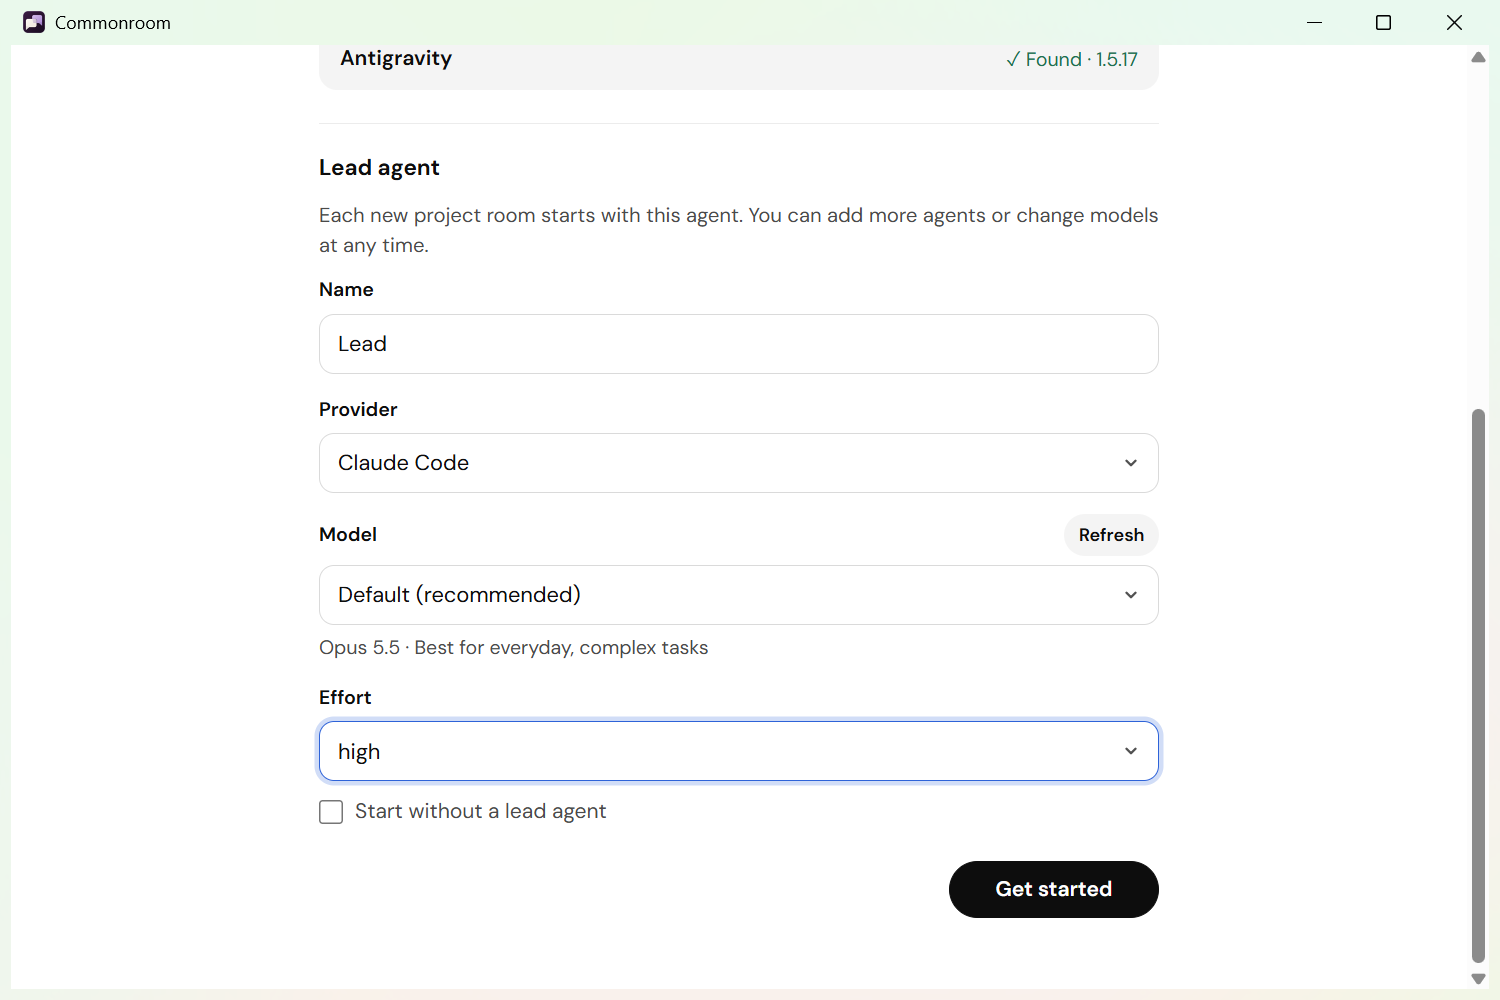 Commonroom
Antigravity
✓ Found · 1.5.17
Lead agent
Each new project room starts with this agent. You can add more agents or change models
at any time.
Name
Lead
Provider
Claude Code
Model
Refresh
Default (recommended)
Opus 5.5 · Best for everyday, complex tasks
Effort
high
Start without a lead agent
Get started